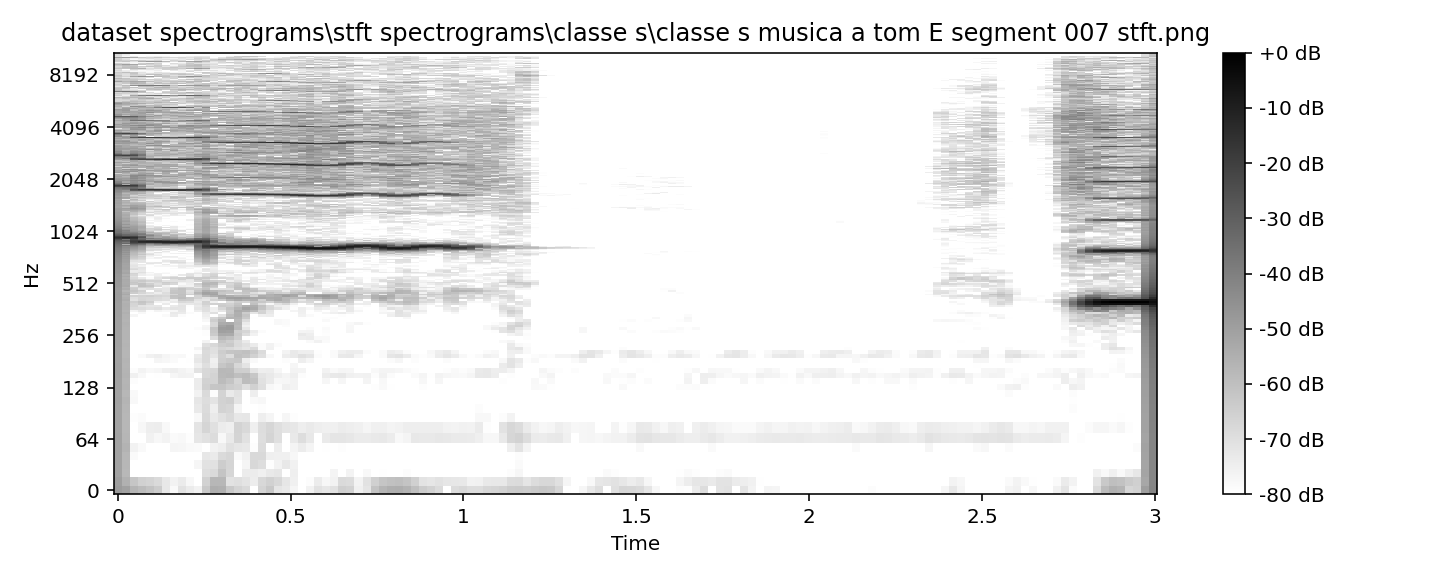 dataset spectrograms\stft spectrograms\classe s\classe s musica a tom E segment 007 stft.png
8192
4096
2048
1024
512
256
128
64
0
Hz
0
0.5
1
1.5
2
2.5
3
Time
+0 dB
-10 dB
-20 dB
-30 dB
-40 dB
-50 dB
-60 dB
-70 dB
-80 dB